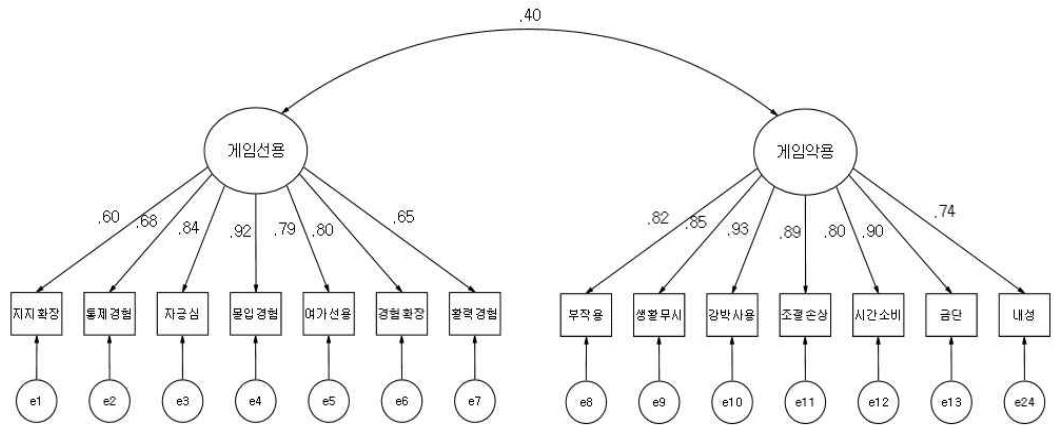 .40
게임선용 게임악용
.60 .68 .84 .92 .79 .80 .65 .82 .85 .93 .89 .80 .90 .74
지지확장 통제경험 자긍심 몰입경험 여가선용 경험확장 활력경험 부작용 생활무시 강박사용 조절손상 시간소비 금단 내성
e1 e2 e3 e4 e5 e6 e7 e8 e9 e10 e11 e12 e13 e24